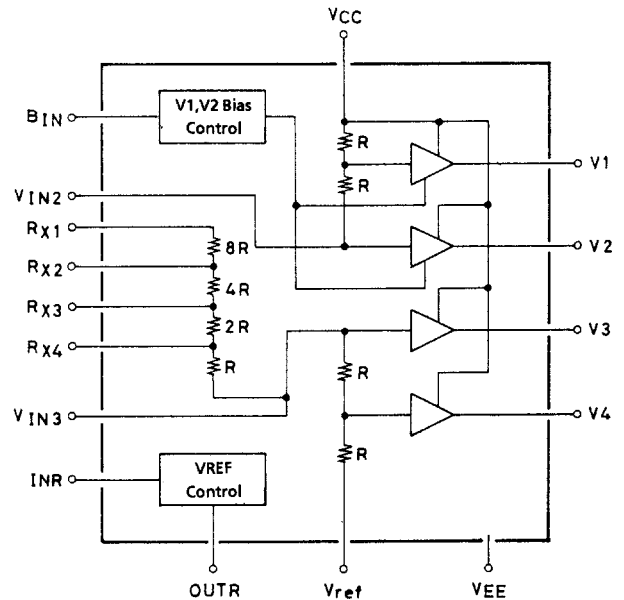 VCC
BIN
V1,V2 Bias
Control
R
V1
R
VIN2
RX1
8R
V2
RX2
4R
RX3
2R
V3
RX4
R
R
VIN3
V4
R
INR
VREF
Control
OUTR
Vref
VEE